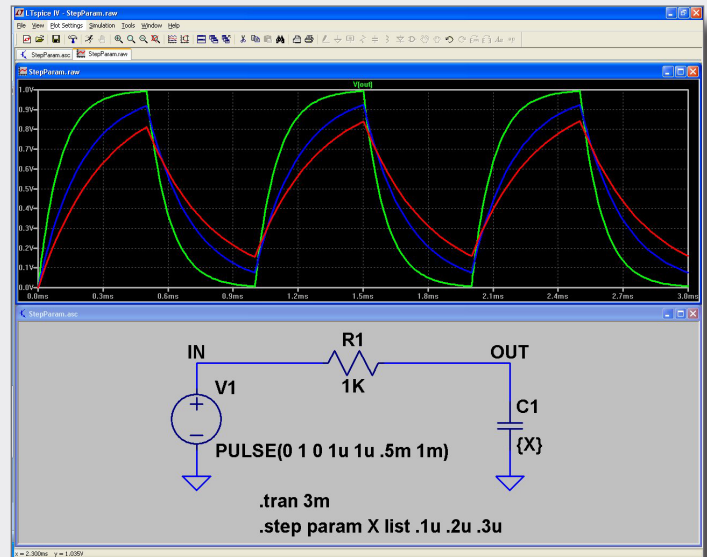 LTspice IV - StepParam.raw
File View Plot Settings Simulation Tools Window Help
StepParam.asc StepParam.raw
StepParam.raw
V[out]
1.0V
0.9V
0.8V
0.7V
0.6V
0.5V
0.4V
0.3V
0.2V
0.1V
0.0V
0.0ms 0.3ms 0.6ms 0.9ms 1.2ms 1.5ms 1.8ms 2.1ms 2.4ms 2.7ms 3.0ms
StepParam.asc
R1
IN OUT
1K
V1
C1
PULSE(0 1 0 1u 1u .5m 1m)
{X}
.tran 3m
.step param X list .1u .2u .3u
x = 2.300ms y = 1.035V